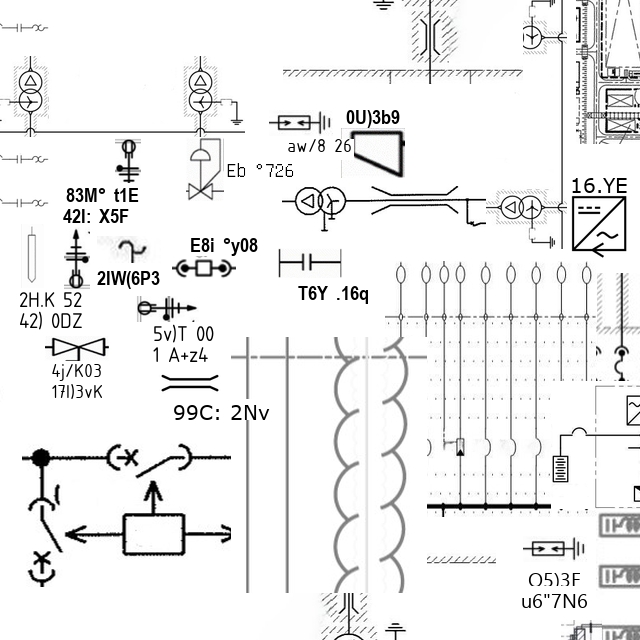 0U)3b9
aw/8 26
Eb °726
16.YE
83M° t1E
42I: X5F
E8i °y08
2IW(6P3
T6Y .16q
2H.K 52
42) 0DZ
5v)T 00
1 A+z4
4j/K03
17I)3vK
99C: 2Nv
O5)3F
u6"7N6